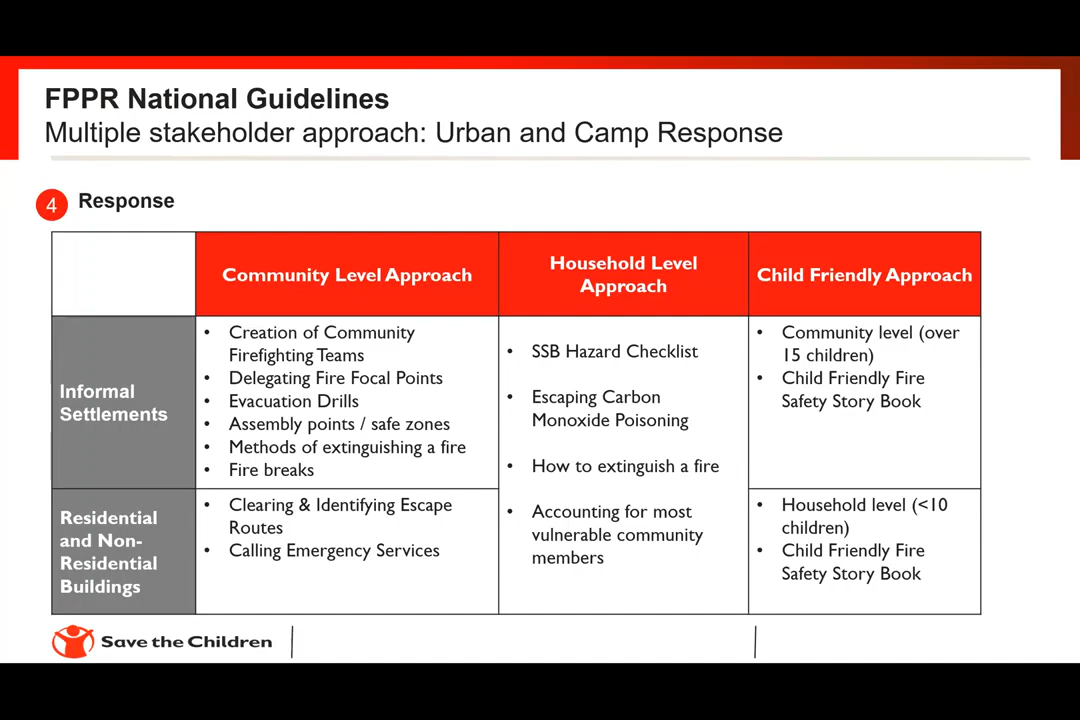 FPPR National Guidelines
Multiple stakeholder approach: Urban and Camp Response
4 Response
Community Level Approach
Household Level
Approach
Child Friendly Approach
Informal
Settlements
• Creation of Community
Firefighting Teams
• Delegating Fire Focal Points
• Evacuation Drills
• Assembly points / safe zones
• Methods of extinguishing a fire
• Fire breaks
• SSB Hazard Checklist
• Escaping Carbon
Monoxide Poisoning
• How to extinguish a fire
• Accounting for most
vulnerable community
members
• Community level (over
15 children)
• Child Friendly Fire
Safety Story Book
Residential
and Non-
Residential
Buildings
• Clearing & Identifying Escape
Routes
• Calling Emergency Services
• Household level (<10
children)
• Child Friendly Fire
Safety Story Book
Save the Children